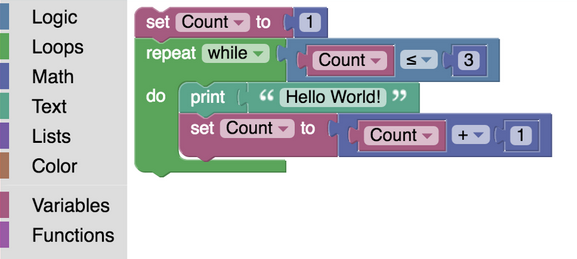 Logic
Loops
Math
Text
Lists
Color
Variables
Functions
set Count to 1
repeat while Count ≤ 3
do print “ Hello World! ”
set Count to Count + 1